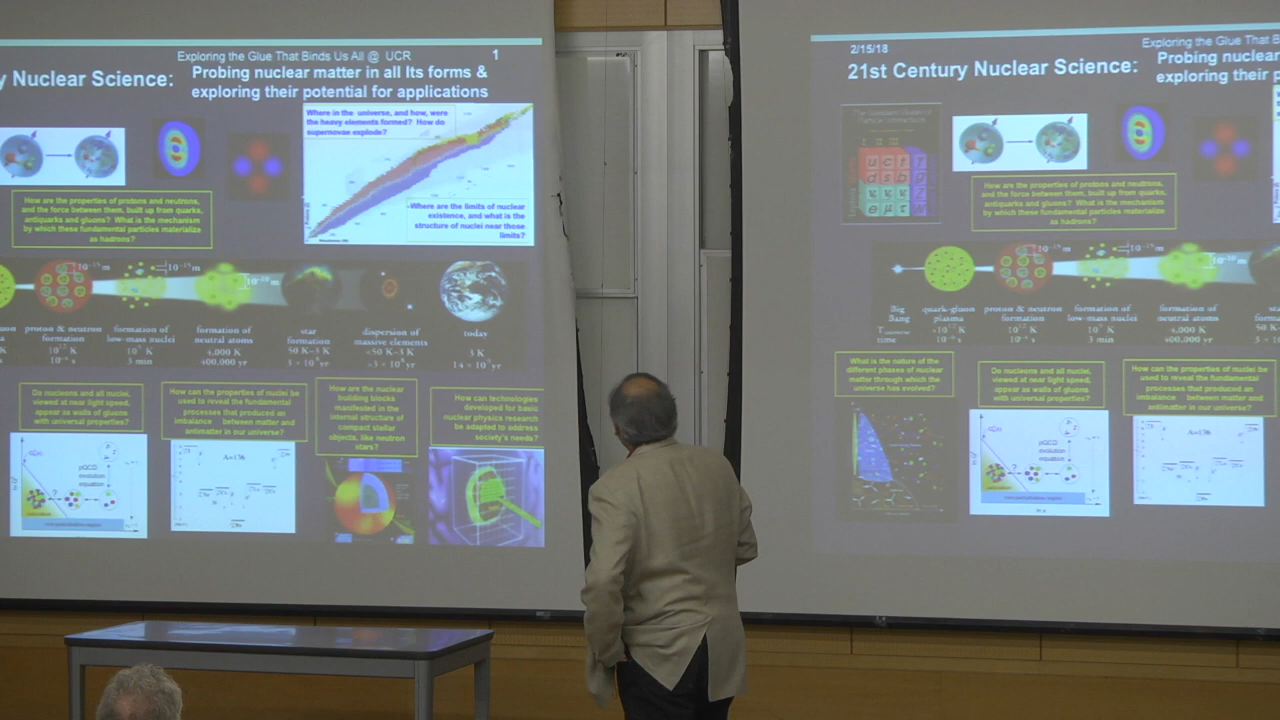 Exploring the Glue That Binds Us All @ UCR
1
y Nuclear Science:
Probing nuclear matter in all Its forms &
exploring their potential for applications
Where in the universe, and how, were
the heavy elements formed? How do
supernovae explode?
Where are the limits of nuclear
existence, and what is the
structure of nuclei near those
limits?
How are the properties of protons and neutrons,
and the force between them, built up from quarks,
antiquarks and gluons? What is the mechanism
by which these fundamental particles materialize
as hadrons?
proton & neutron
formation
formation of
low-mass nuclei
3 min
formation of
neutral atoms
4,000 K
400,000 yr
star
formation
50 K-3 K
dispersion of
massive elements
<50 K-3 K
today
3 K
Do nucleons and all nuclei,
viewed at near light speed,
appear as walls of gluons
with universal properties?
How can the properties of nuclei be
used to reveal the fundamental
processes that produced an
imbalance between matter and
antimatter in our universe?
How are the nuclear
building blocks
manifested in the
internal structure of
compact stellar
objects, like neutron
stars?
How can technologies
developed for basic
nuclear physics research
be adapted to address
society's needs?
pQCD
evolution
equation
A=136
2/15/18
Exploring the Glue That B
21st Century Nuclear Science:
Probing nuclear
exploring their p
u c t
d s b
How are the properties of protons and neutrons,
and the force between them, built up from quarks,
antiquarks and gluons? What is the mechanism
by which these fundamental particles materialize
as hadrons?
Big
Bang
time
quark-gluon
plasma
proton & neutron
formation
formation of
low-mass nuclei
3 min
formation of
neutral atoms
4,000 K
400,000 yr
What is the nature of the
different phases of nuclear
matter through which the
universe has evolved?
Do nucleons and all nuclei,
viewed at near light speed,
appear as walls of gluons
with universal properties?
How can the properties of nuclei be
used to reveal the fundamental
processes that produced an
imbalance between matter and
antimatter in our universe?
pQCD
evolution
equation
A=136